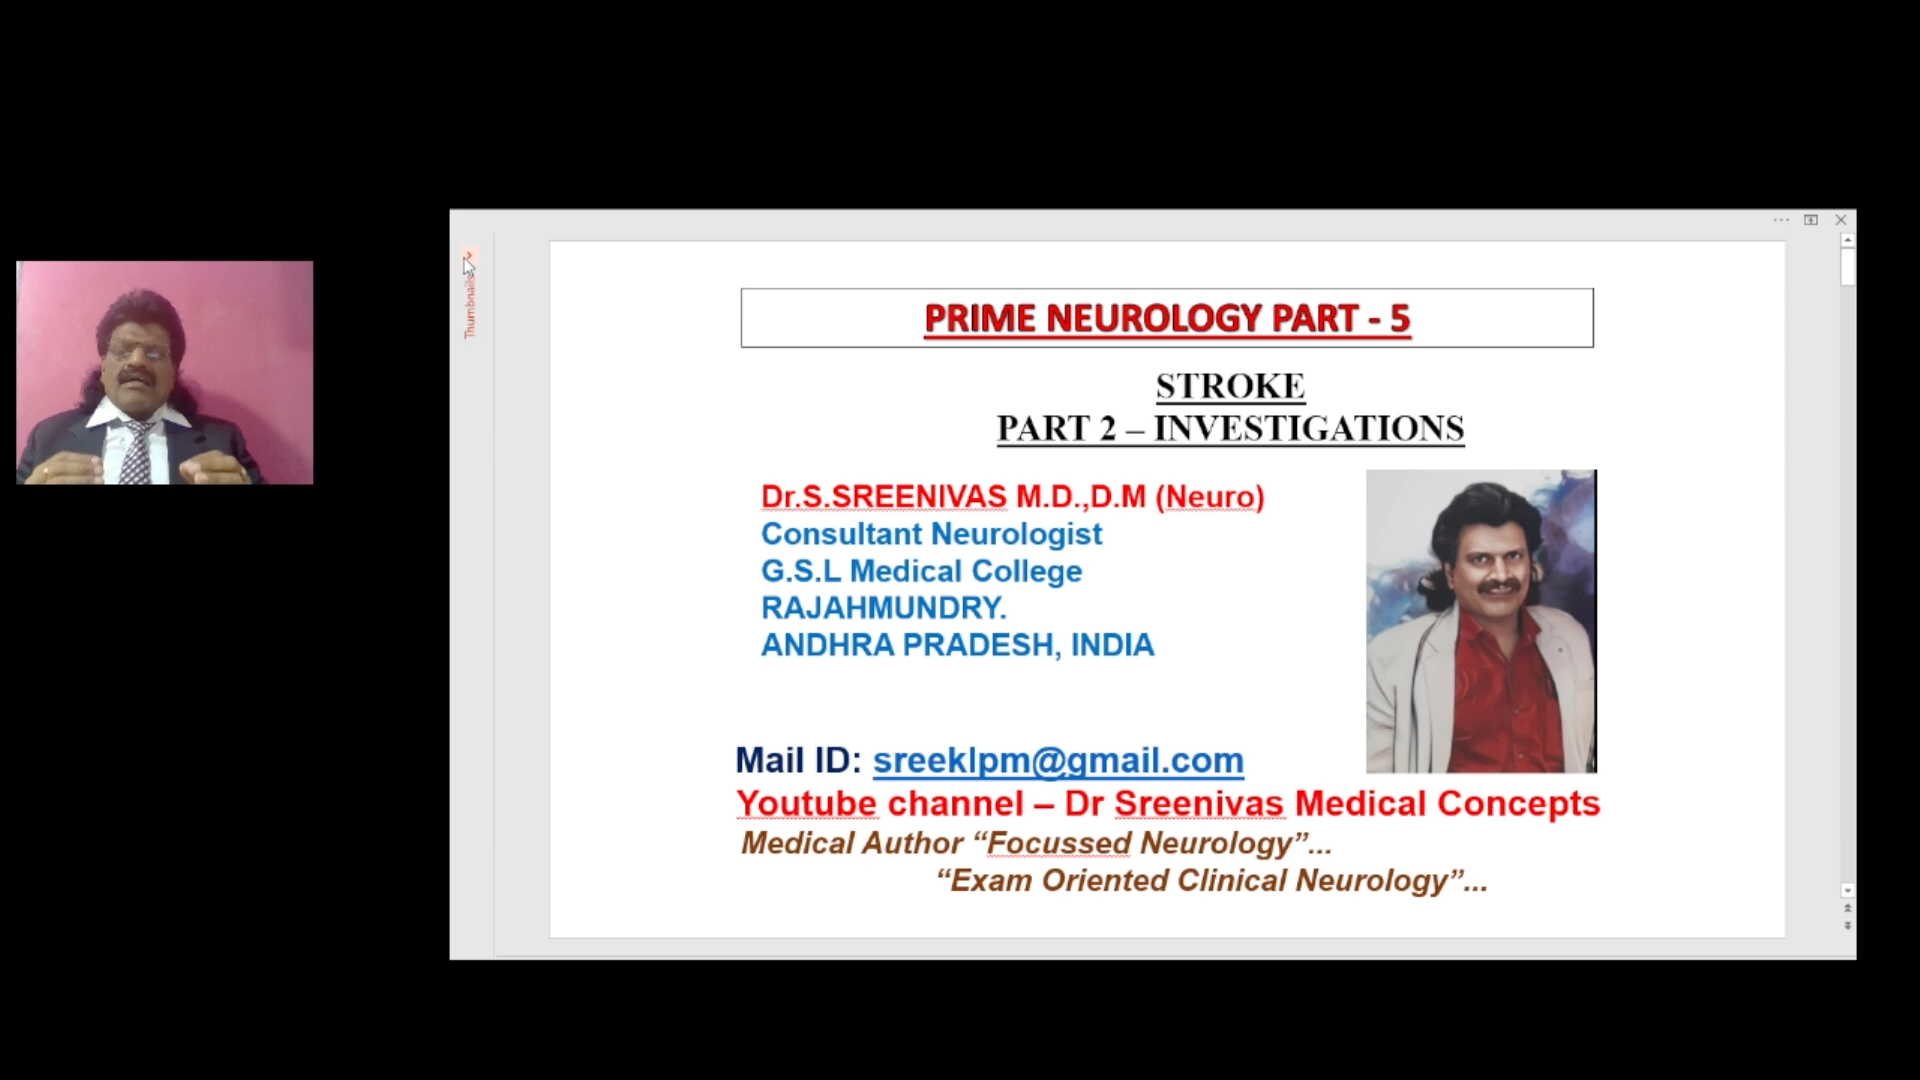 Thumbnails
PRIME NEUROLOGY PART - 5
STROKE
PART 2 – INVESTIGATIONS
Dr.S.SREENIVAS M.D.,D.M (Neuro)
Consultant Neurologist
G.S.L Medical College
RAJAHMUNDRY.
ANDHRA PRADESH, INDIA
Mail ID: sreeklpm@gmail.com
Youtube channel – Dr Sreenivas Medical Concepts
Medical Author “Focussed Neurology”...
“Exam Oriented Clinical Neurology”...